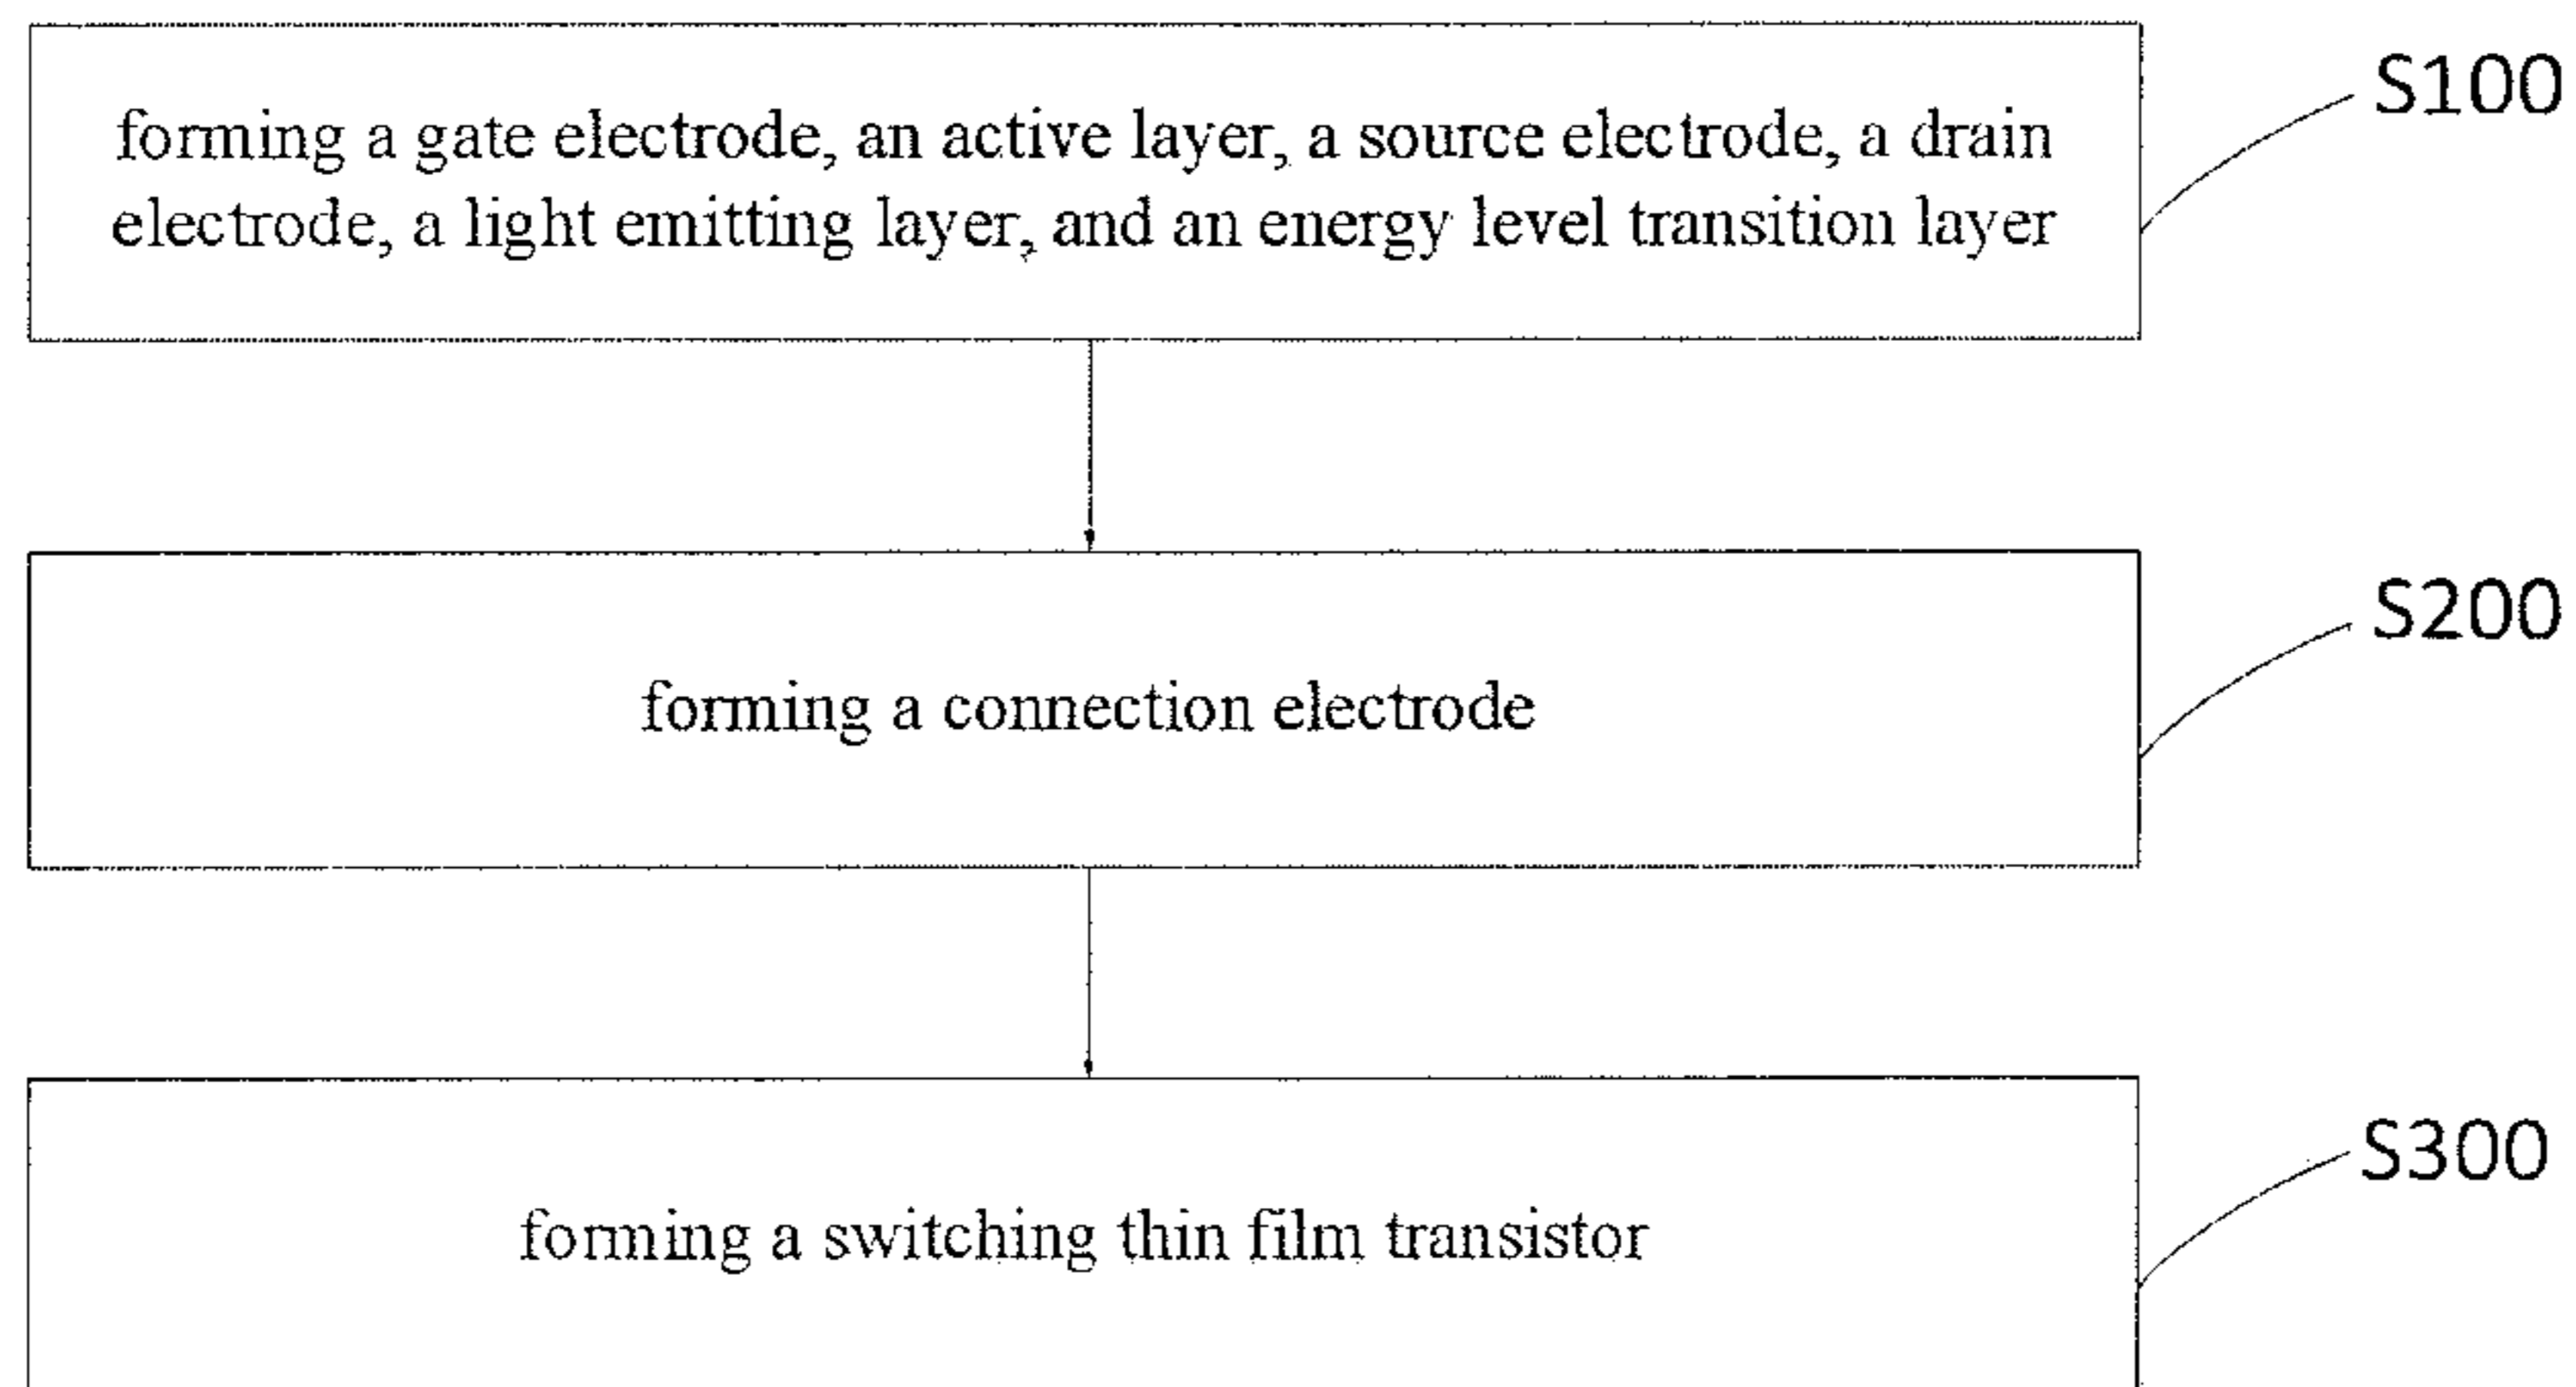 S100
forming a gate electrode, an active layer, a source electrode, a drain
electrode, a light emitting layer, and an energy level transition layer
S200
forming a connection electrode
S300
forming a switching thin film transistor